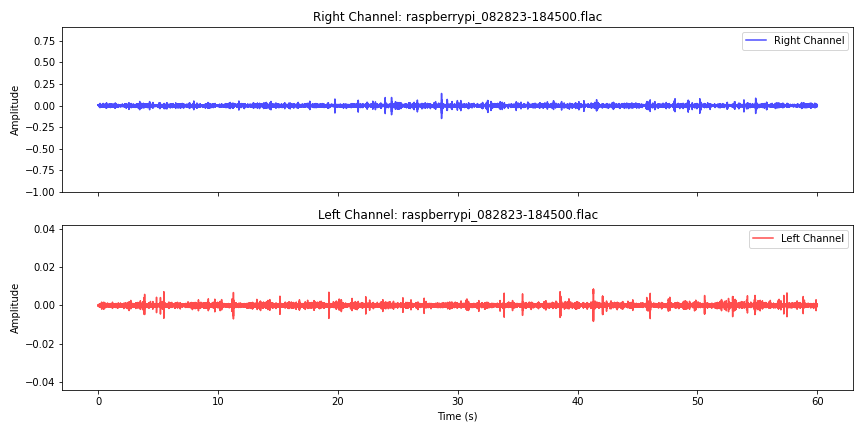 Right Channel: raspberrypi_082823-184500.flac
Right Channel
Amplitude
0.75
0.50
0.25
0.00
−0.25
−0.50
−0.75
−1.00
Left Channel: raspberrypi_082823-184500.flac
Left Channel
Amplitude
0.04
0.02
0.00
−0.02
−0.04
0 10 20 30 40 50 60
Time (s)